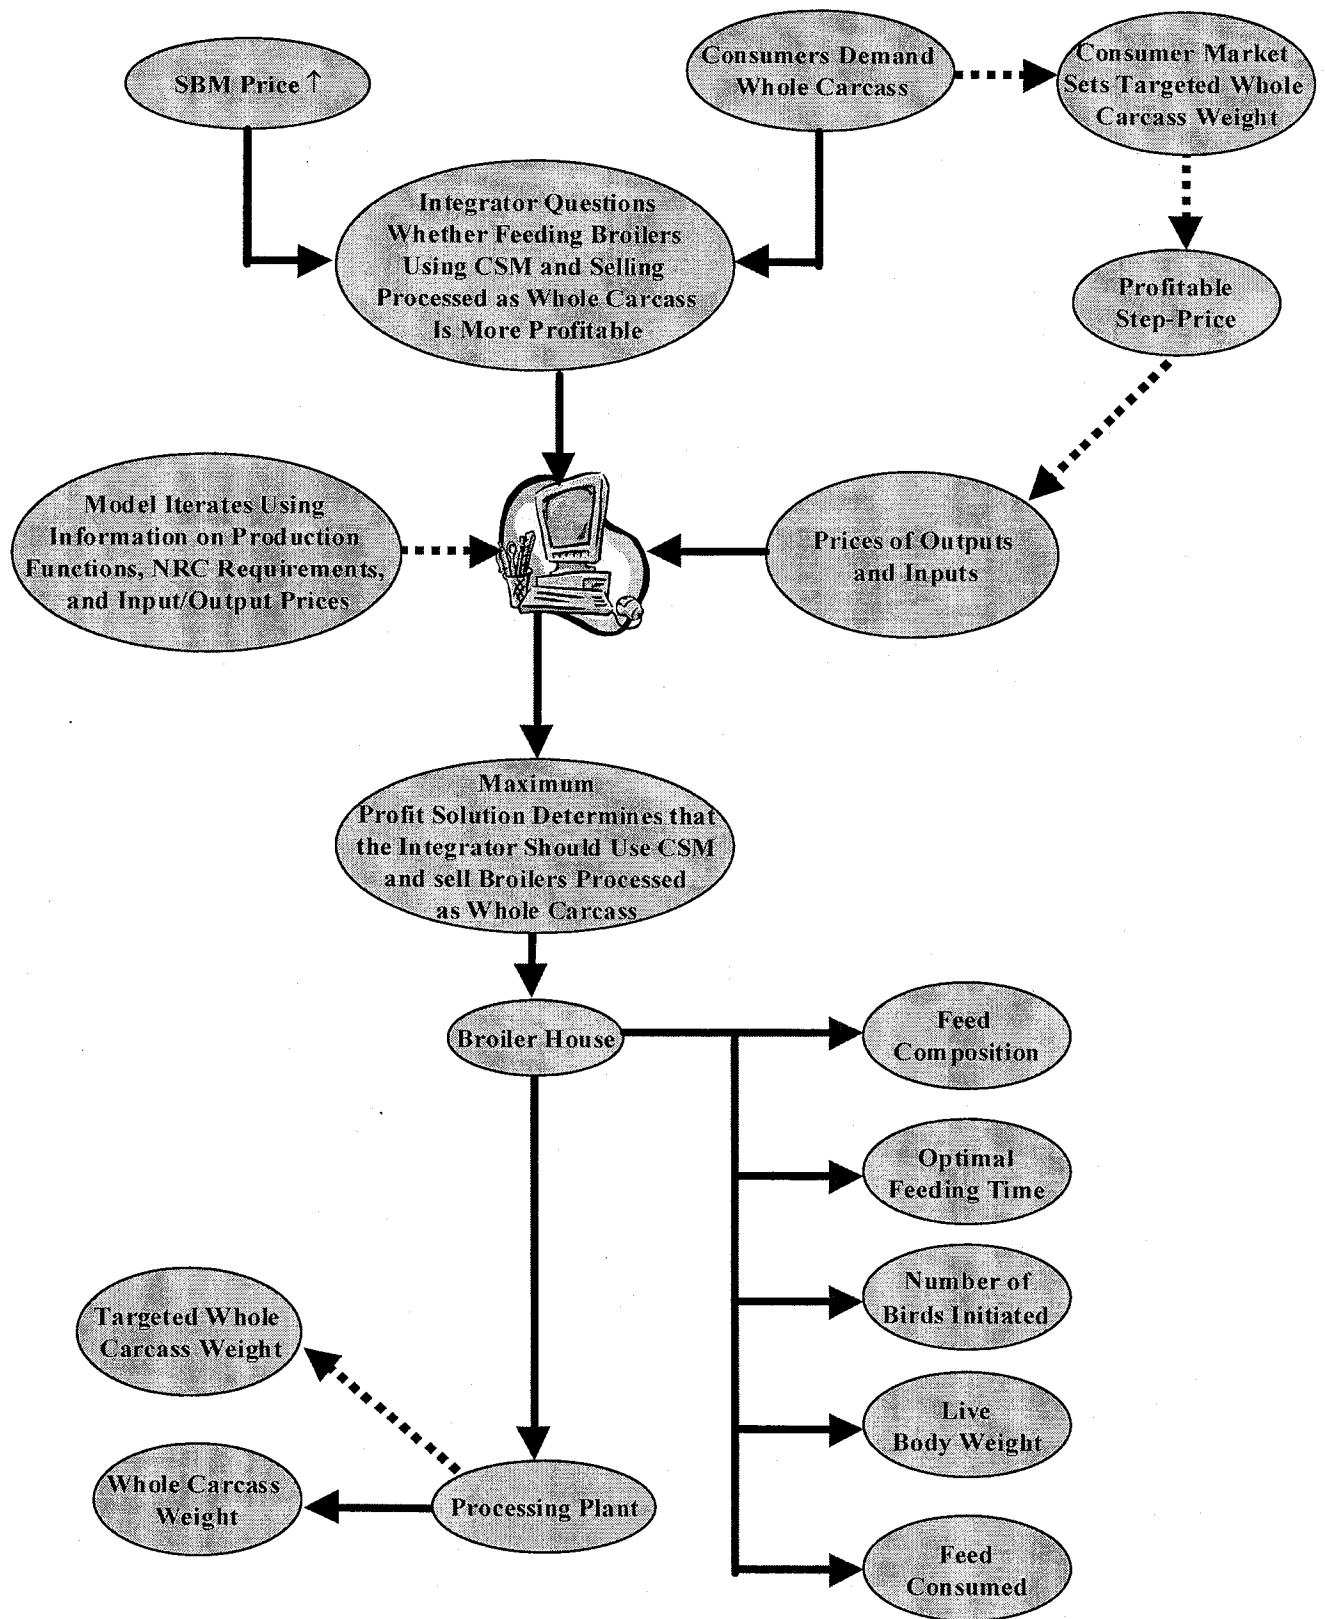 SBM Price ↑
Consumers Demand
Whole Carcass
Consumer Market
Sets Targeted Whole
Carcass Weight
Integrator Questions
Whether Feeding Broilers
Using CSM and Selling
Processed as Whole Carcass
Is More Profitable
Profitable
Step-Price
Model Iterates Using
Information on Production
Functions, NRC Requirements,
and Input/Output Prices
Prices of Outputs
and Inputs
Maximum
Profit Solution Determines that
the Integrator Should Use CSM
and sell Broilers Processed
as Whole Carcass
Broiler House
Feed
Composition
Optimal
Feeding Time
Number of
Birds Initiated
Live
Body Weight
Feed
Consumed
Targeted Whole
Carcass Weight
Whole Carcass
Weight
Processing Plant